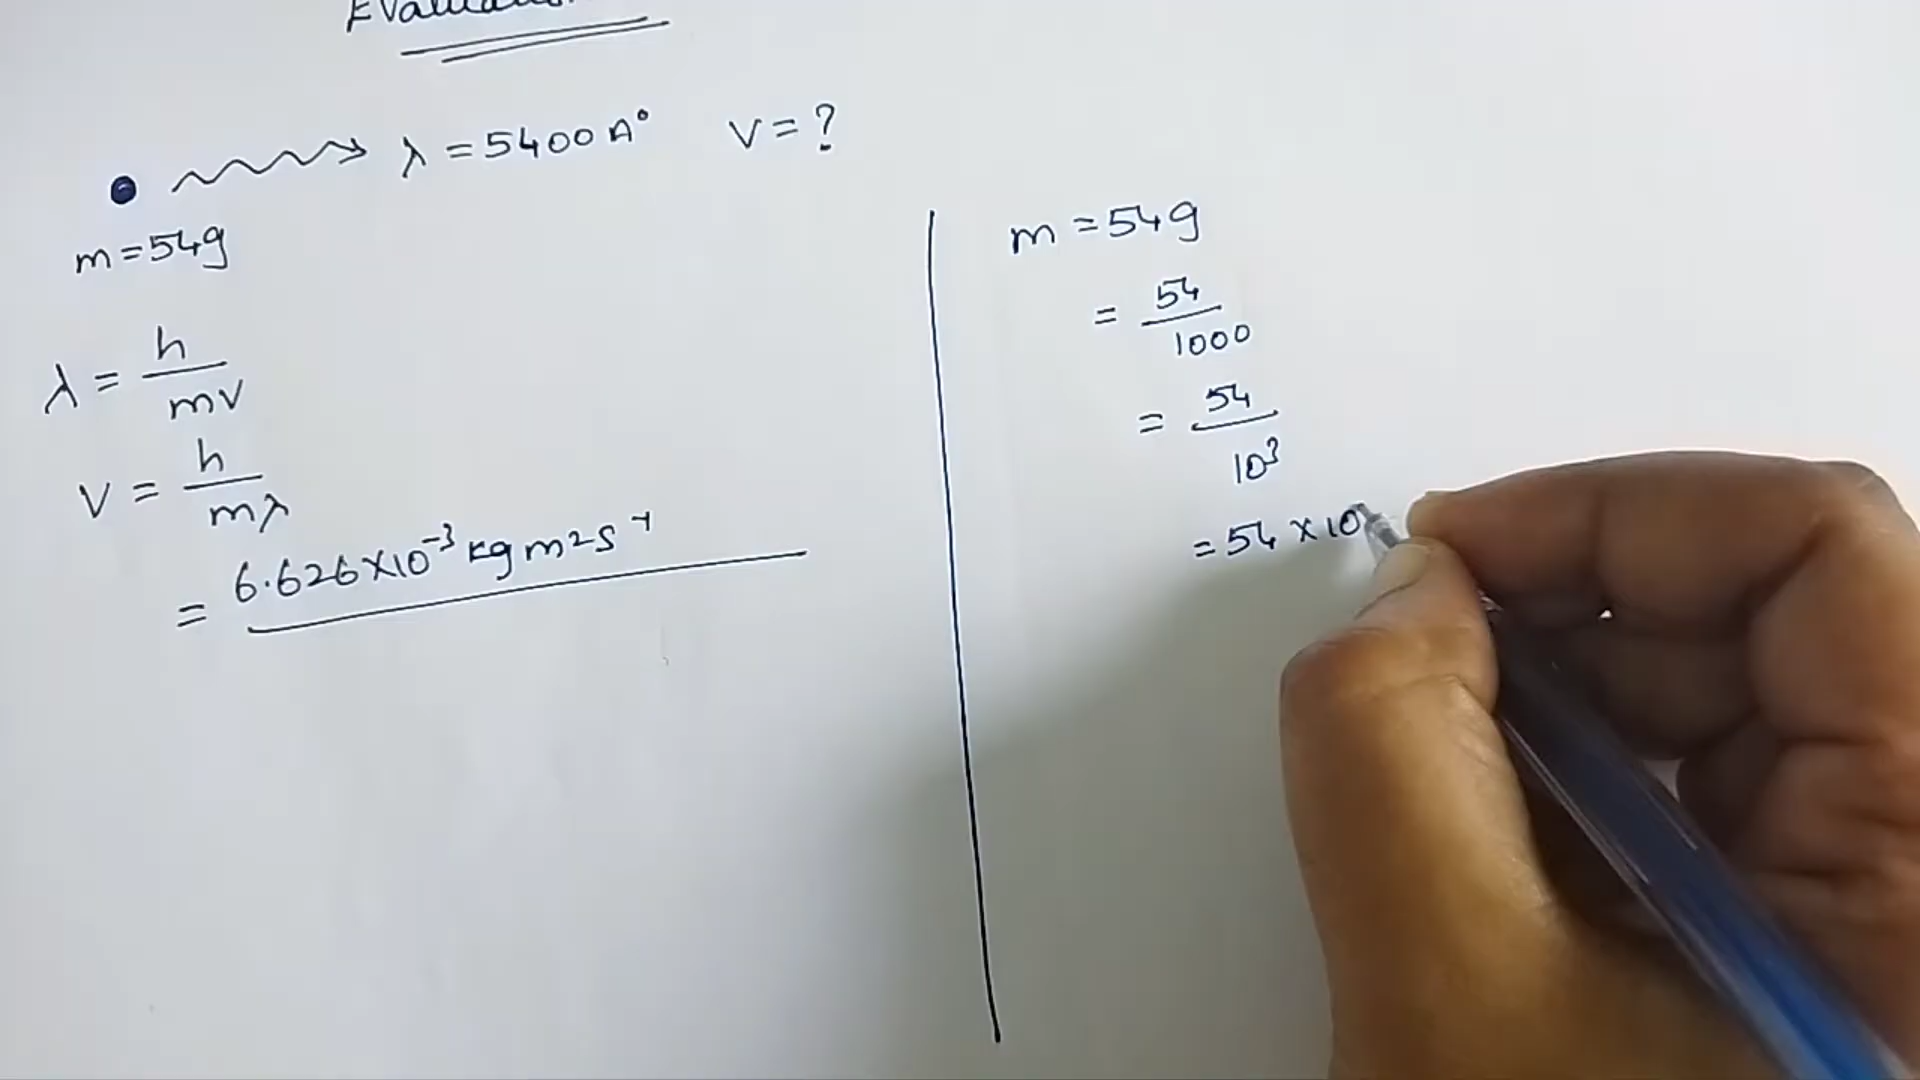 λ = 5400 A° V = ?
m = 54g
λ = h / mV
V = h / mλ
= 6.626×10⁻³ kg m² s⁻¹
m = 54g
= 54 / 1000
= 54 / 10³
= 54 × 10